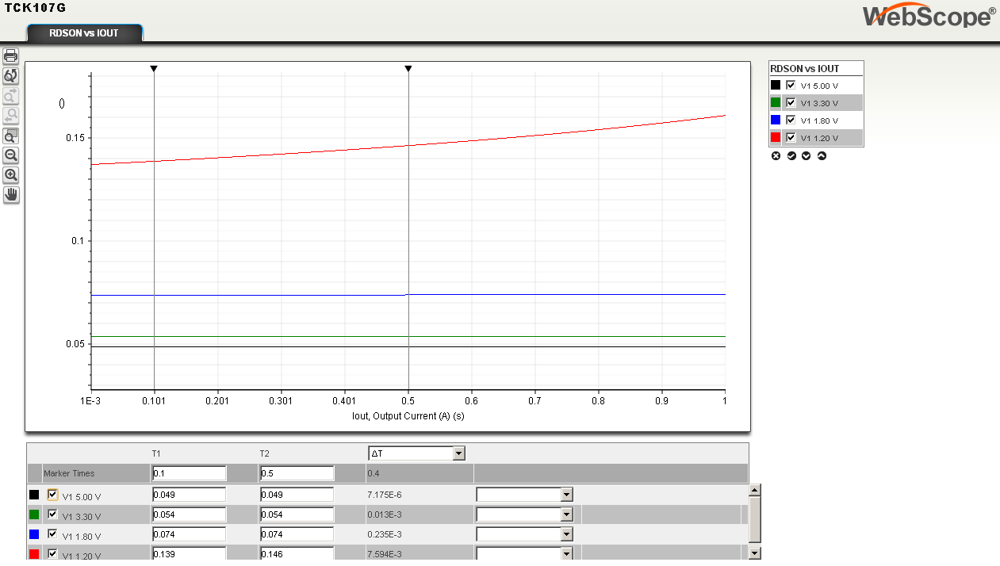 TCK107G
WebScope®
RDSON vs IOUT
RDSON vs IOUT
V1 5.00 V
V1 3.30 V
V1 1.80 V
V1 1.20 V
()
0.15
0.1
0.05
1E-3 0.101 0.201 0.301 0.401 0.5 0.6 0.7 0.8 0.9 1
Iout, Output Current (A) (s)
T1 T2 ΔT
Marker Times 0.1 0.5 0.4
V1 5.00 V 0.049 0.049 7.175E-6
V1 3.30 V 0.054 0.054 0.013E-3
V1 1.80 V 0.074 0.074 0.235E-3
V1 1.20 V 0.139 0.146 7.594E-3